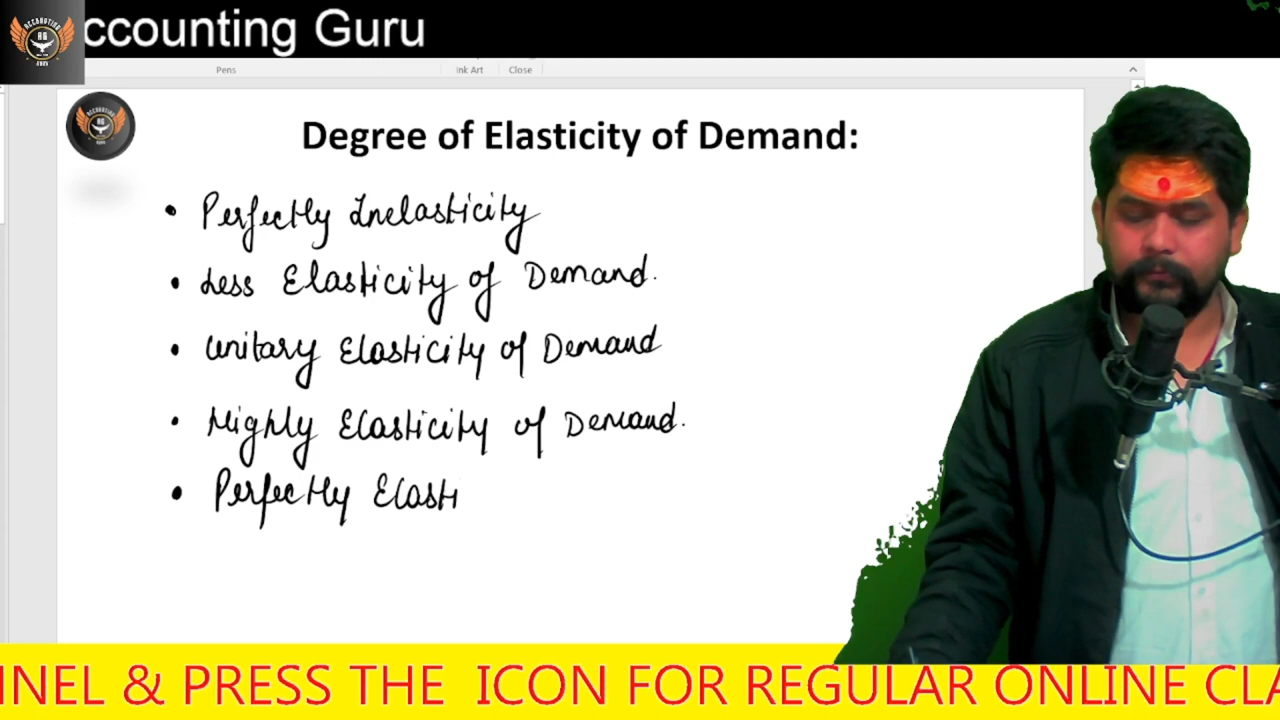 ccounting Guru
Pens
Ink Art
Close
Degree of Elasticity of Demand:
• Perfectly Inelasticity
• Less Elasticity of Demand.
• Unitary Elasticity of Demand
• Highly Elasticity of Demand.
• Perfectly Elasti
NNEL & PRESS THE ICON FOR REGULAR ONLINE CLA